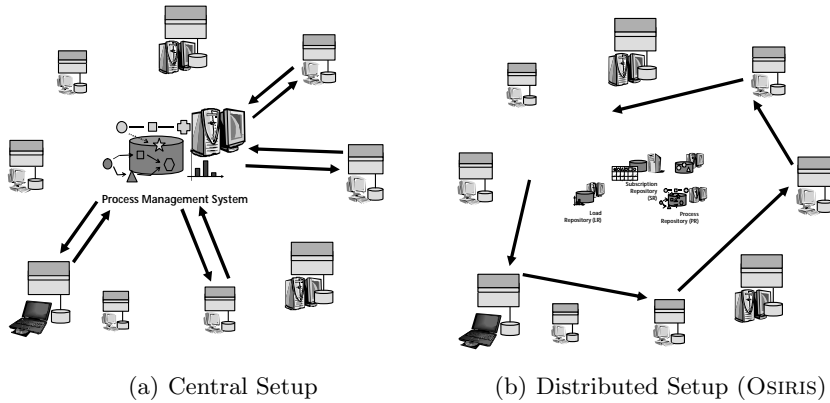 Process Management System
Subscription
Repository
(SR)
Load
Repository (LR)
Process
Repository (PR)
(a) Central Setup
(b) Distributed Setup (OSIRIS)